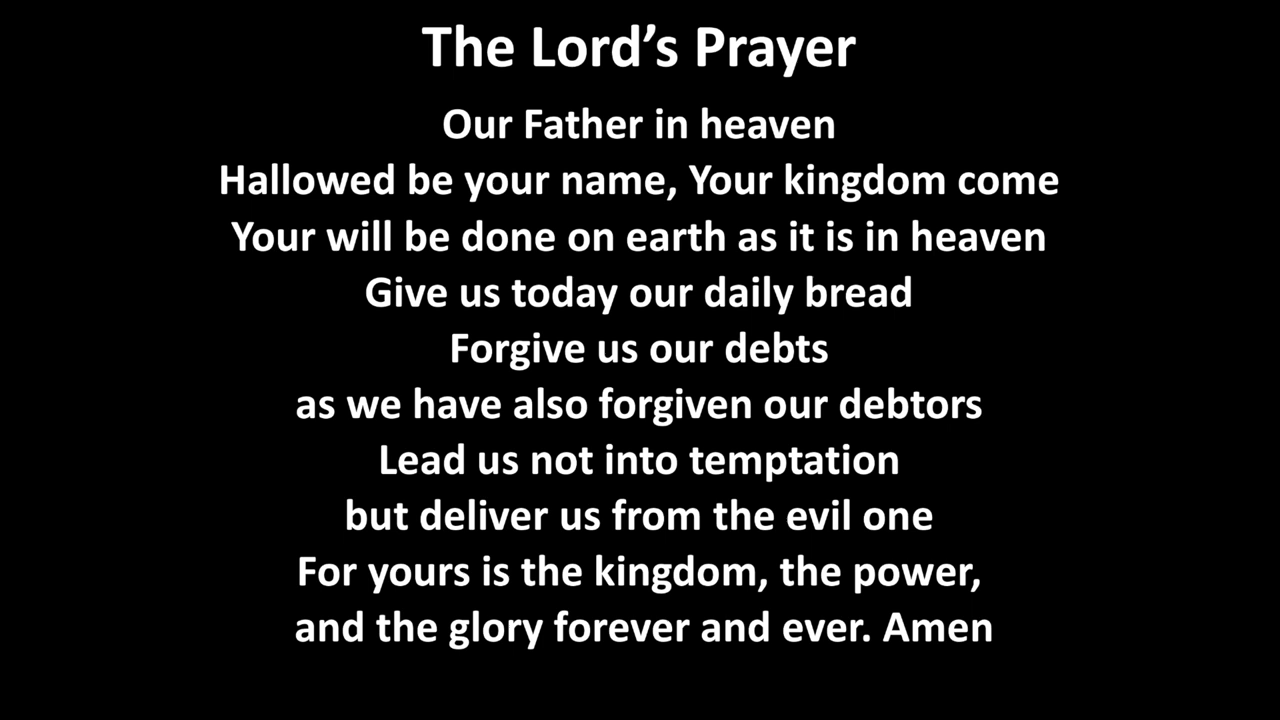 The Lord’s Prayer
Our Father in heaven
Hallowed be your name, Your kingdom come
Your will be done on earth as it is in heaven
Give us today our daily bread
Forgive us our debts
as we have also forgiven our debtors
Lead us not into temptation
but deliver us from the evil one
For yours is the kingdom, the power,
and the glory forever and ever. Amen